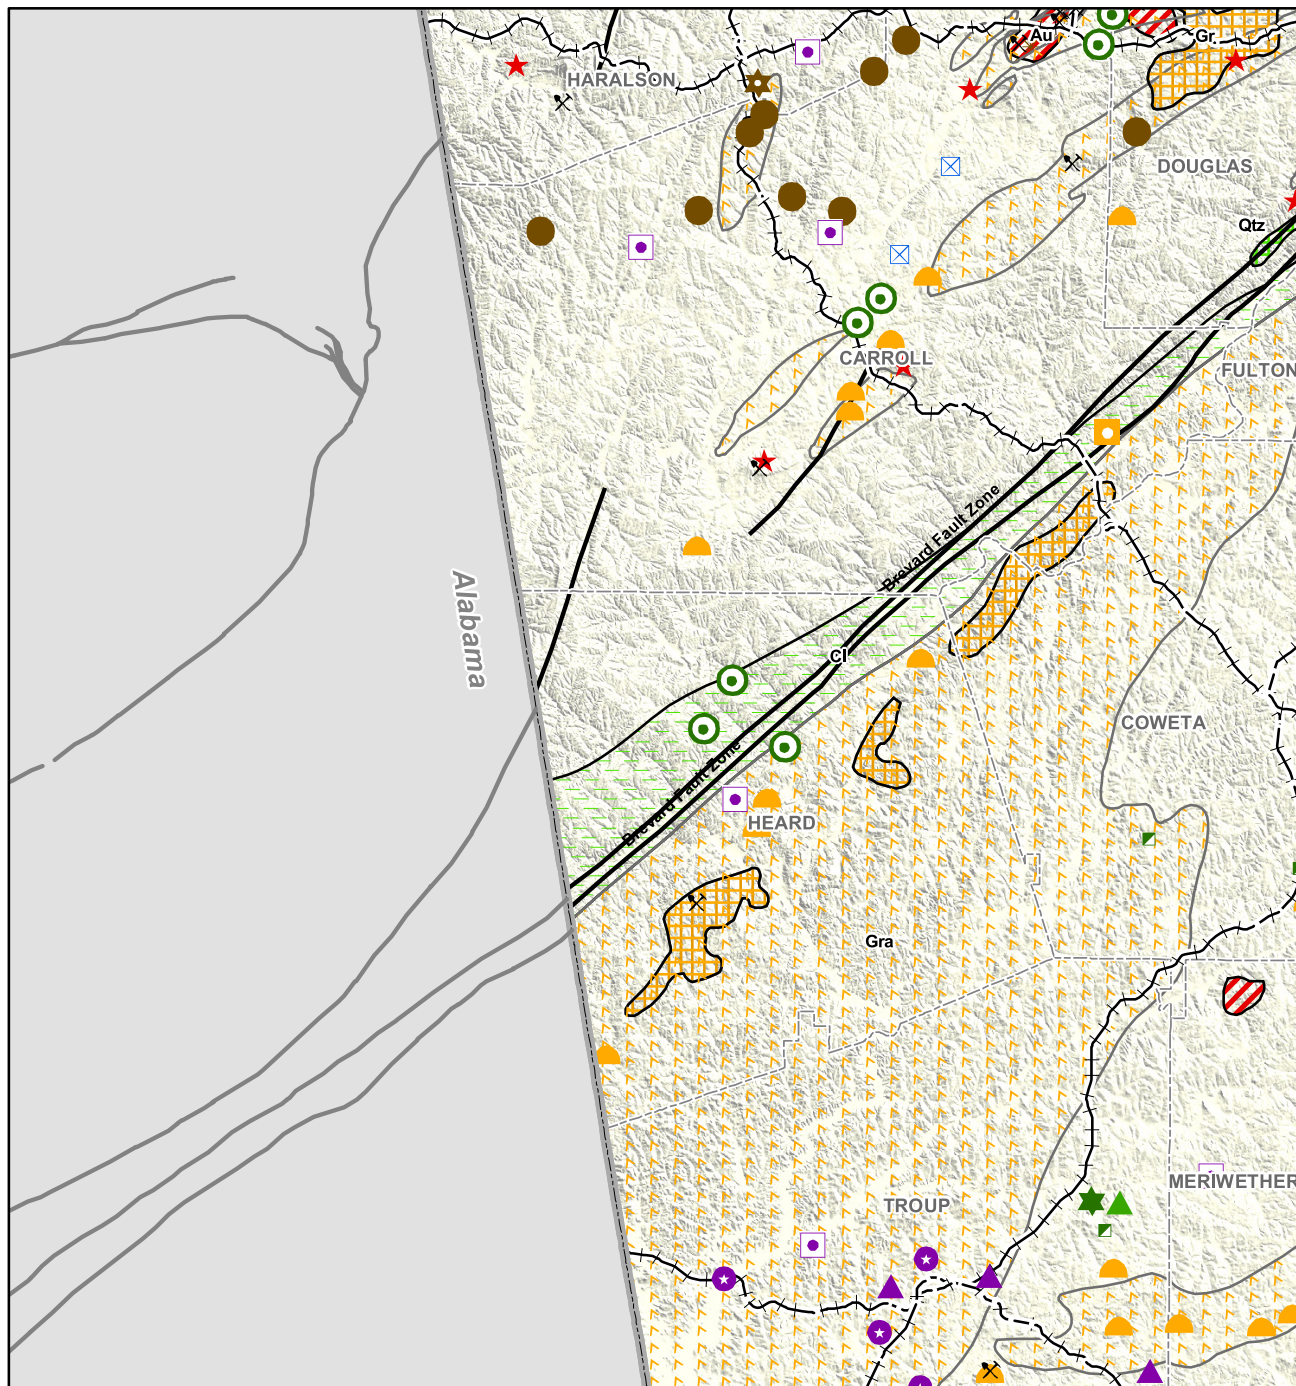 Au
Gr.
HARALSON
DOUGLAS
Qtz
CARROLL
FULTON
Brevard Fault Zone
Alabama
Cl
COWETA
Brevard Fault Zone
HEARD
Gra
MERIWETHER
TROUP